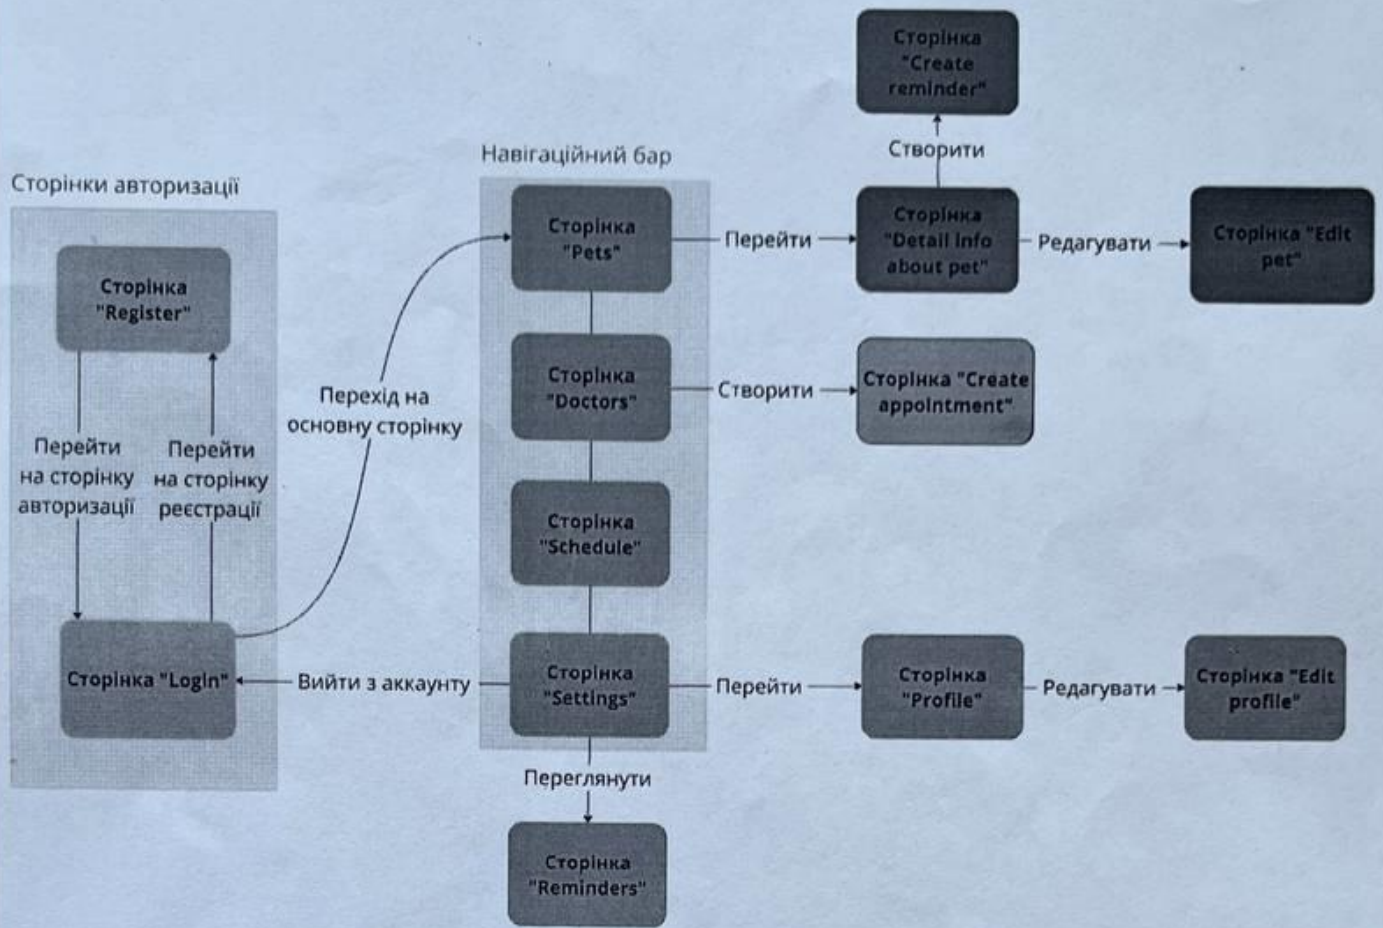 Сторінки авторизації
Сторінка
"Register"
Перейти
на сторінку
авторизації
Перейти
на сторінку
реєстрації
Сторінка "Login"
Перехід на
основну сторінку
Вийти з аккаунту
Навігаційний бар
Сторінка
"Pets"
Сторінка
"Doctors"
Сторінка
"Schedule"
Сторінка
"Settings"
Переглянути
Сторінка
"Reminders"
Перейти
Сторінка
"Detail info
about pet"
Створити
Сторінка
"Create
reminder"
Редагувати
Сторінка "Edit
pet"
Створити
Сторінка "Create
appointment"
Перейти
Сторінка
"Profile"
Редагувати
Сторінка "Edit
profile"